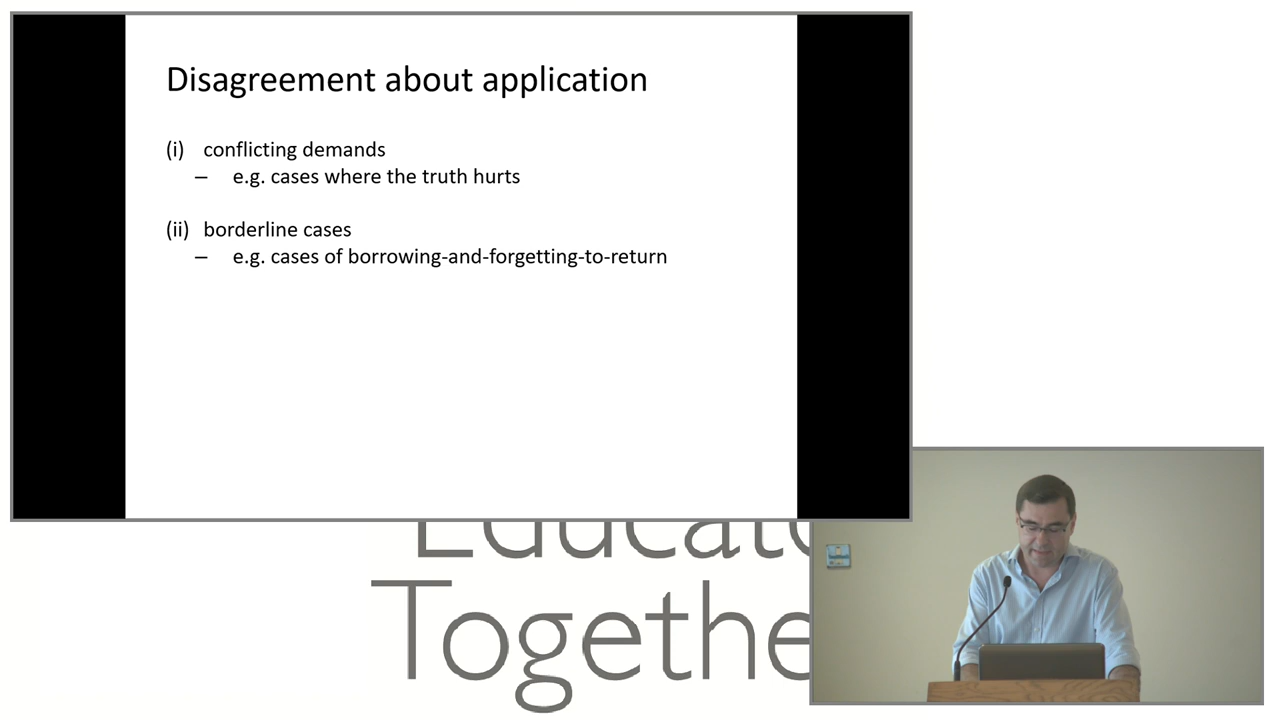 Disagreement about application
(i) conflicting demands
– e.g. cases where the truth hurts
(ii) borderline cases
– e.g. cases of borrowing-and-forgetting-to-return
Together